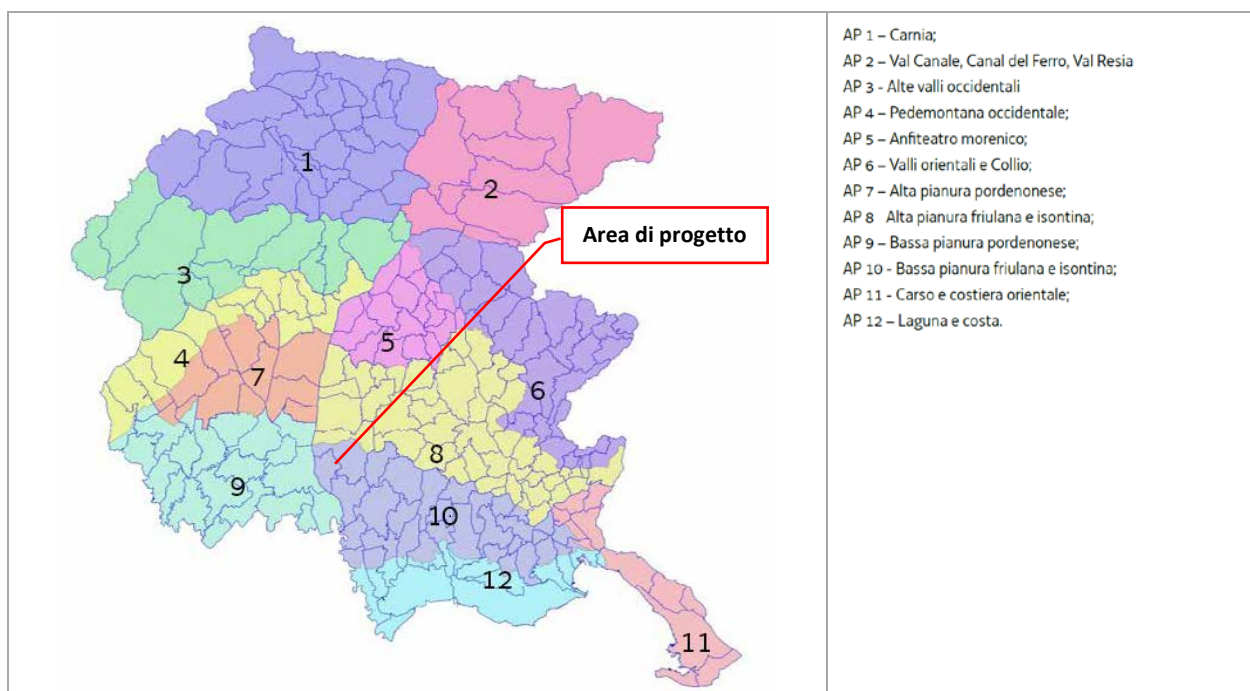 1
2
Area di progetto
3
5
4
7
6
8
9
10
12
11
AP 1 – Carnia;
AP 2 – Val Canale, Canal del Ferro, Val Resia
AP 3 - Alte valli occidentali
AP 4 – Pedemontana occidentale;
AP 5 – Anfiteatro morenico;
AP 6 – Valli orientali e Collio;
AP 7 – Alta pianura pordenonese;
AP 8 Alta pianura friulana e isontina;
AP 9 – Bassa pianura pordenonese;
AP 10 - Bassa pianura friulana e isontina;
AP 11 - Carso e costiera orientale;
AP 12 – Laguna e costa.